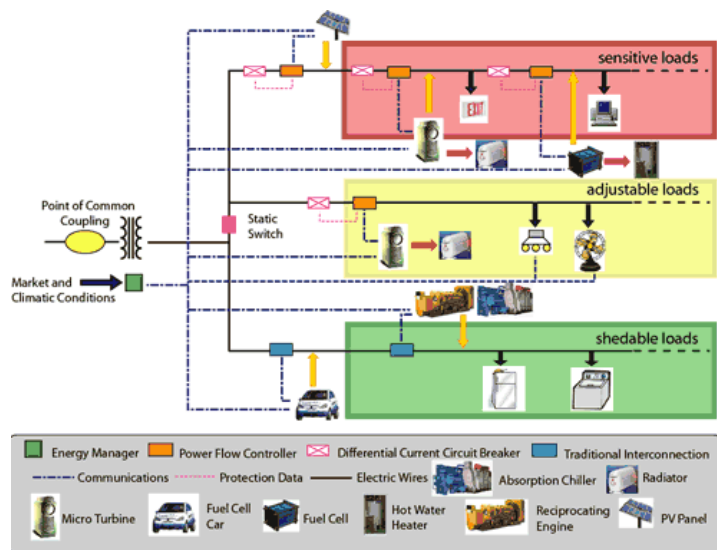 sensitive loads
EXIT
adjustable loads
Point of Common
Coupling
Static
Switch
Market and
Climatic Conditions
shedable loads
Energy Manager
Power Flow Controller
Differential Current Circuit Breaker
Traditional Interconnection
Communications
Protection Data
Electric Wires
Absorption Chiller
Radiator
Micro Turbine
Fuel Cell
Car
Fuel Cell
Hot Water
Heater
Reciprocating
Engine
PV Panel